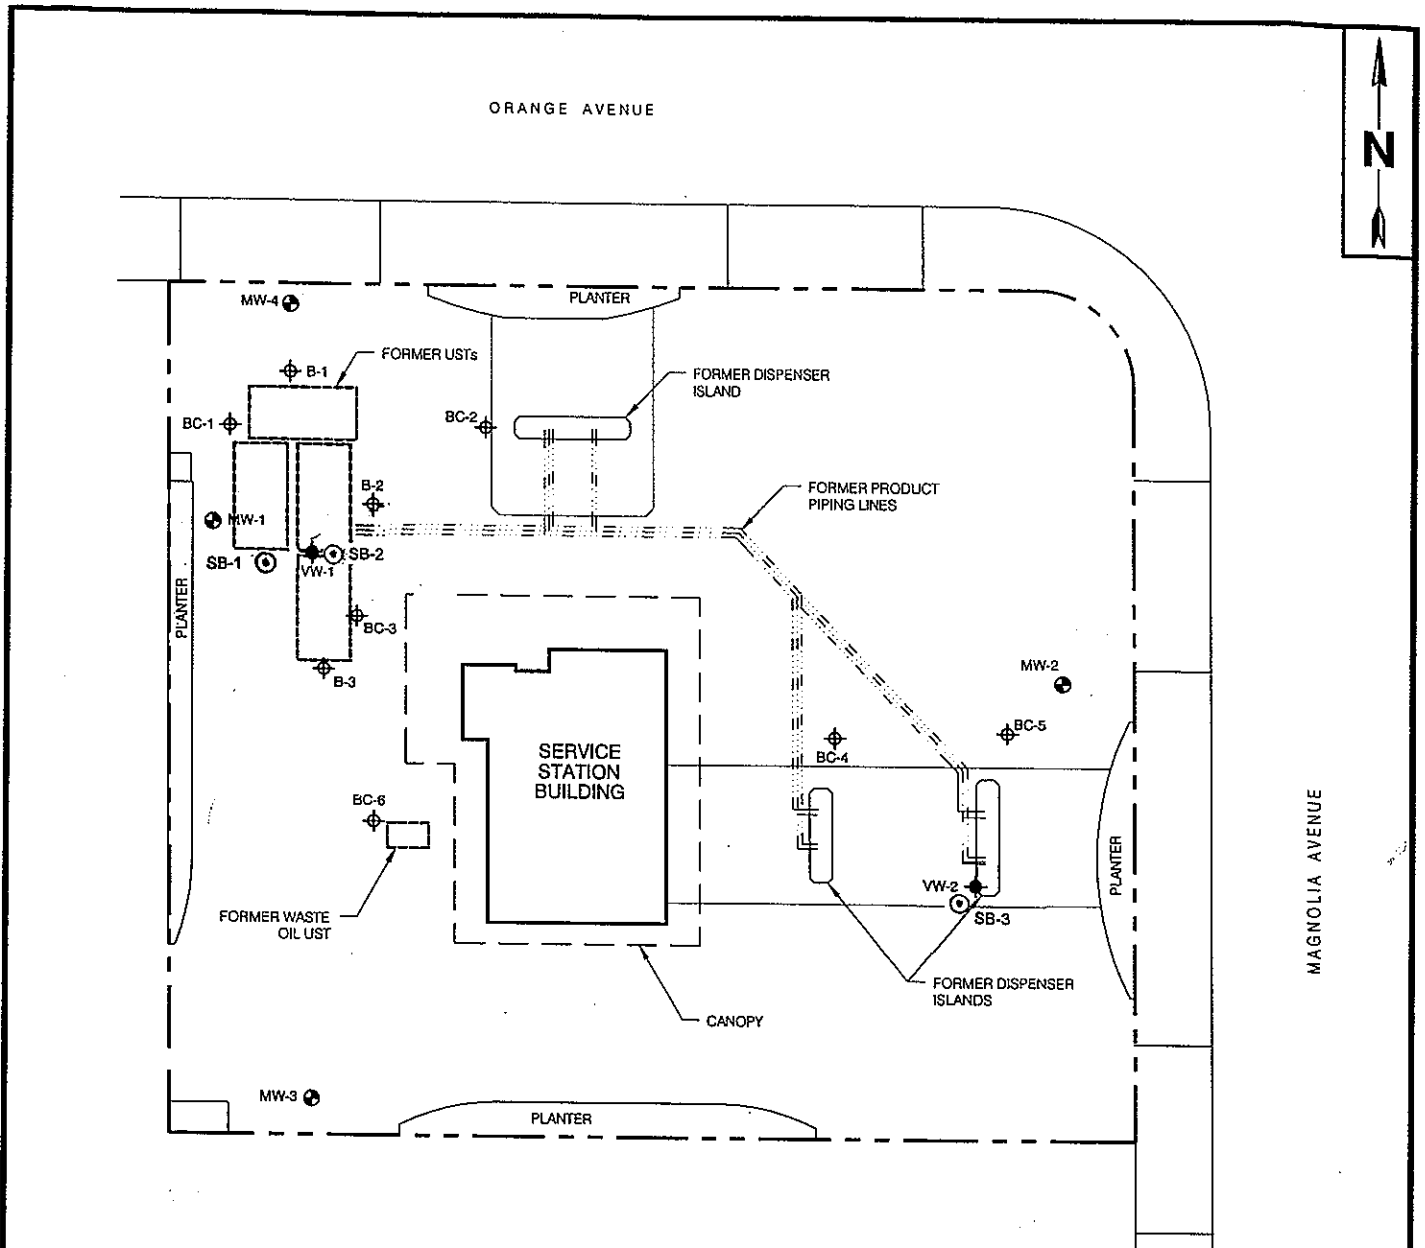 ORANGE AVENUE
N
MW-4
PLANTER
FORMER USTs
B-1
FORMER DISPENSER
ISLAND
BC-1
BC-2
B-2
FORMER PRODUCT
PIPING LINES
MW-1
SB-1
SB-2
VW-1
PLANTER
BC-3
B-3
MW-2
BC-5
BC-4
SERVICE
STATION
BUILDING
BC-6
MAGNOLIA AVENUE
PLANTER
VW-2
SB-3
FORMER WASTE
OIL UST
FORMER DISPENSER
ISLANDS
CANOPY
MW-3
PLANTER